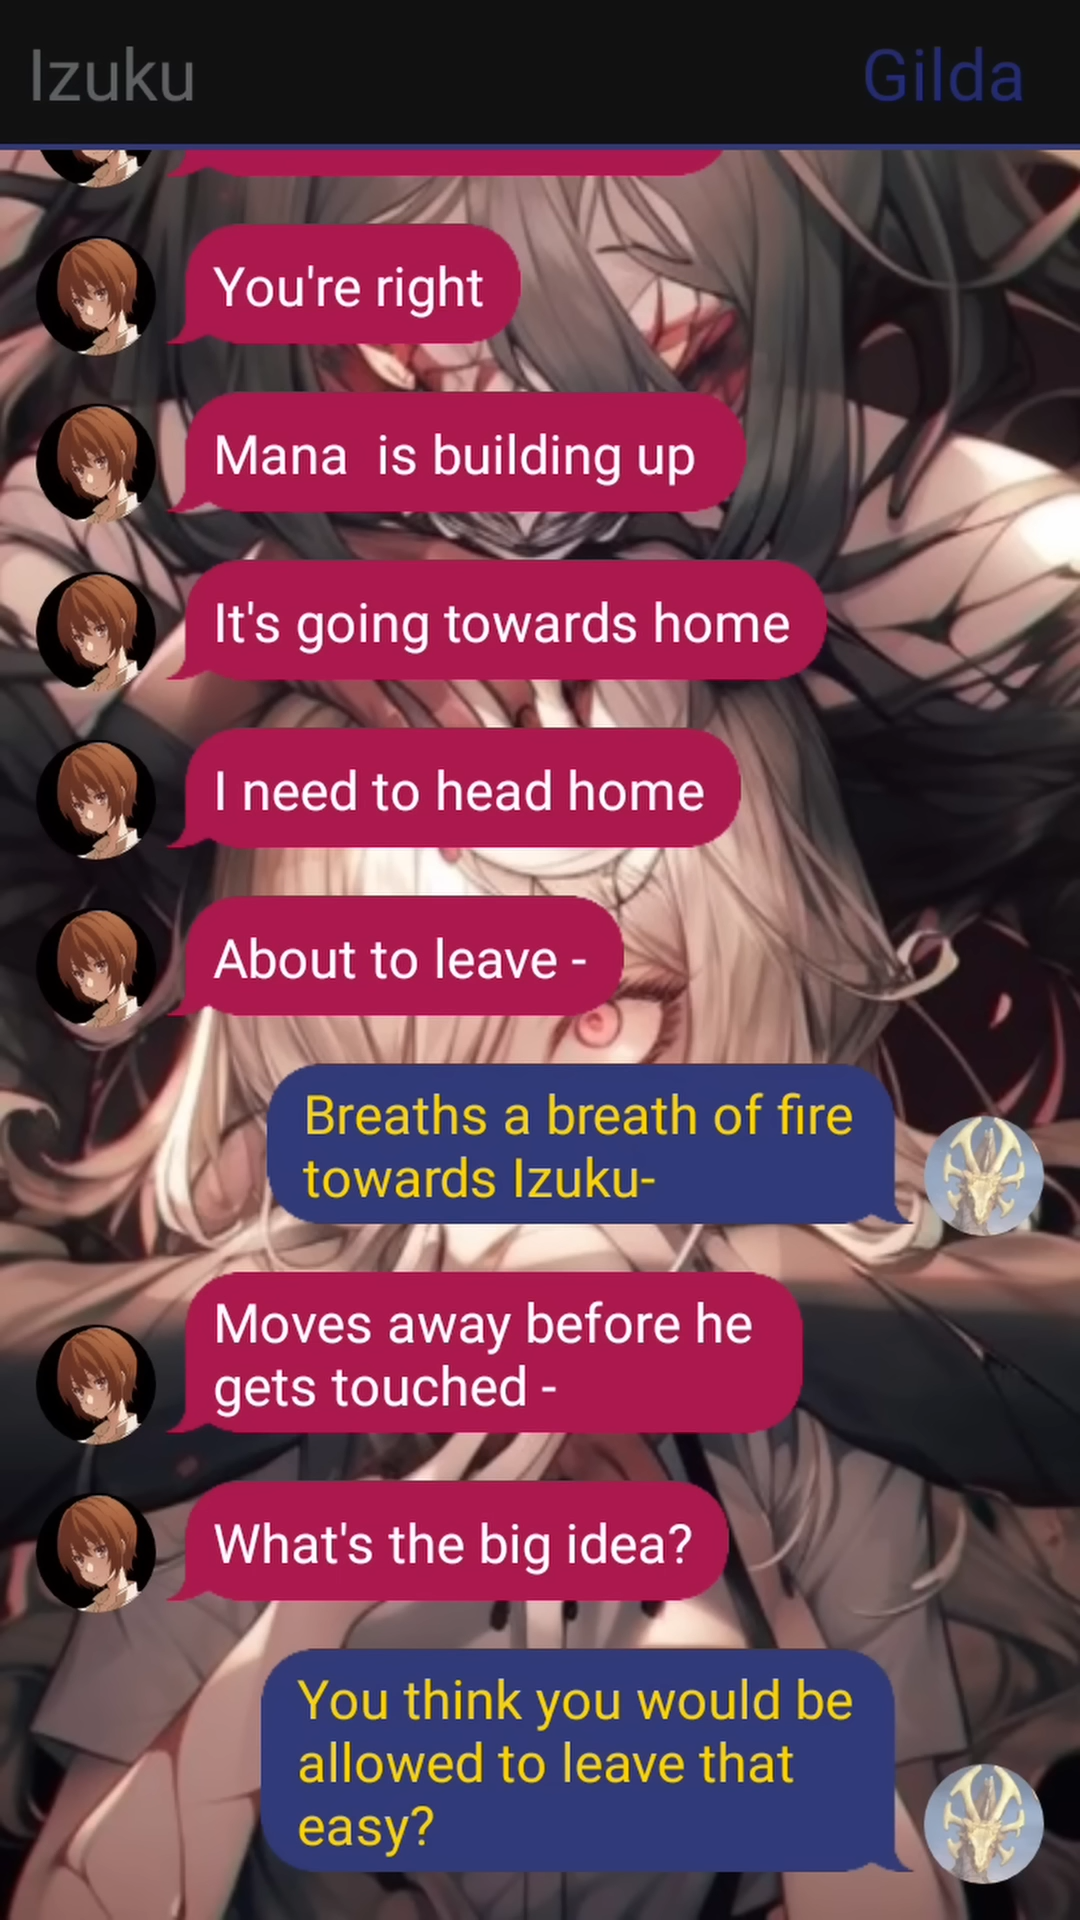 Izuku
Gilda
You're right
Mana  is building up
It's going towards home
I need to head home
About to leave -
Breaths a breath of fire
towards Izuku-
Moves away before he
gets touched -
What's the big idea?
You think you would be
allowed to leave that
easy?